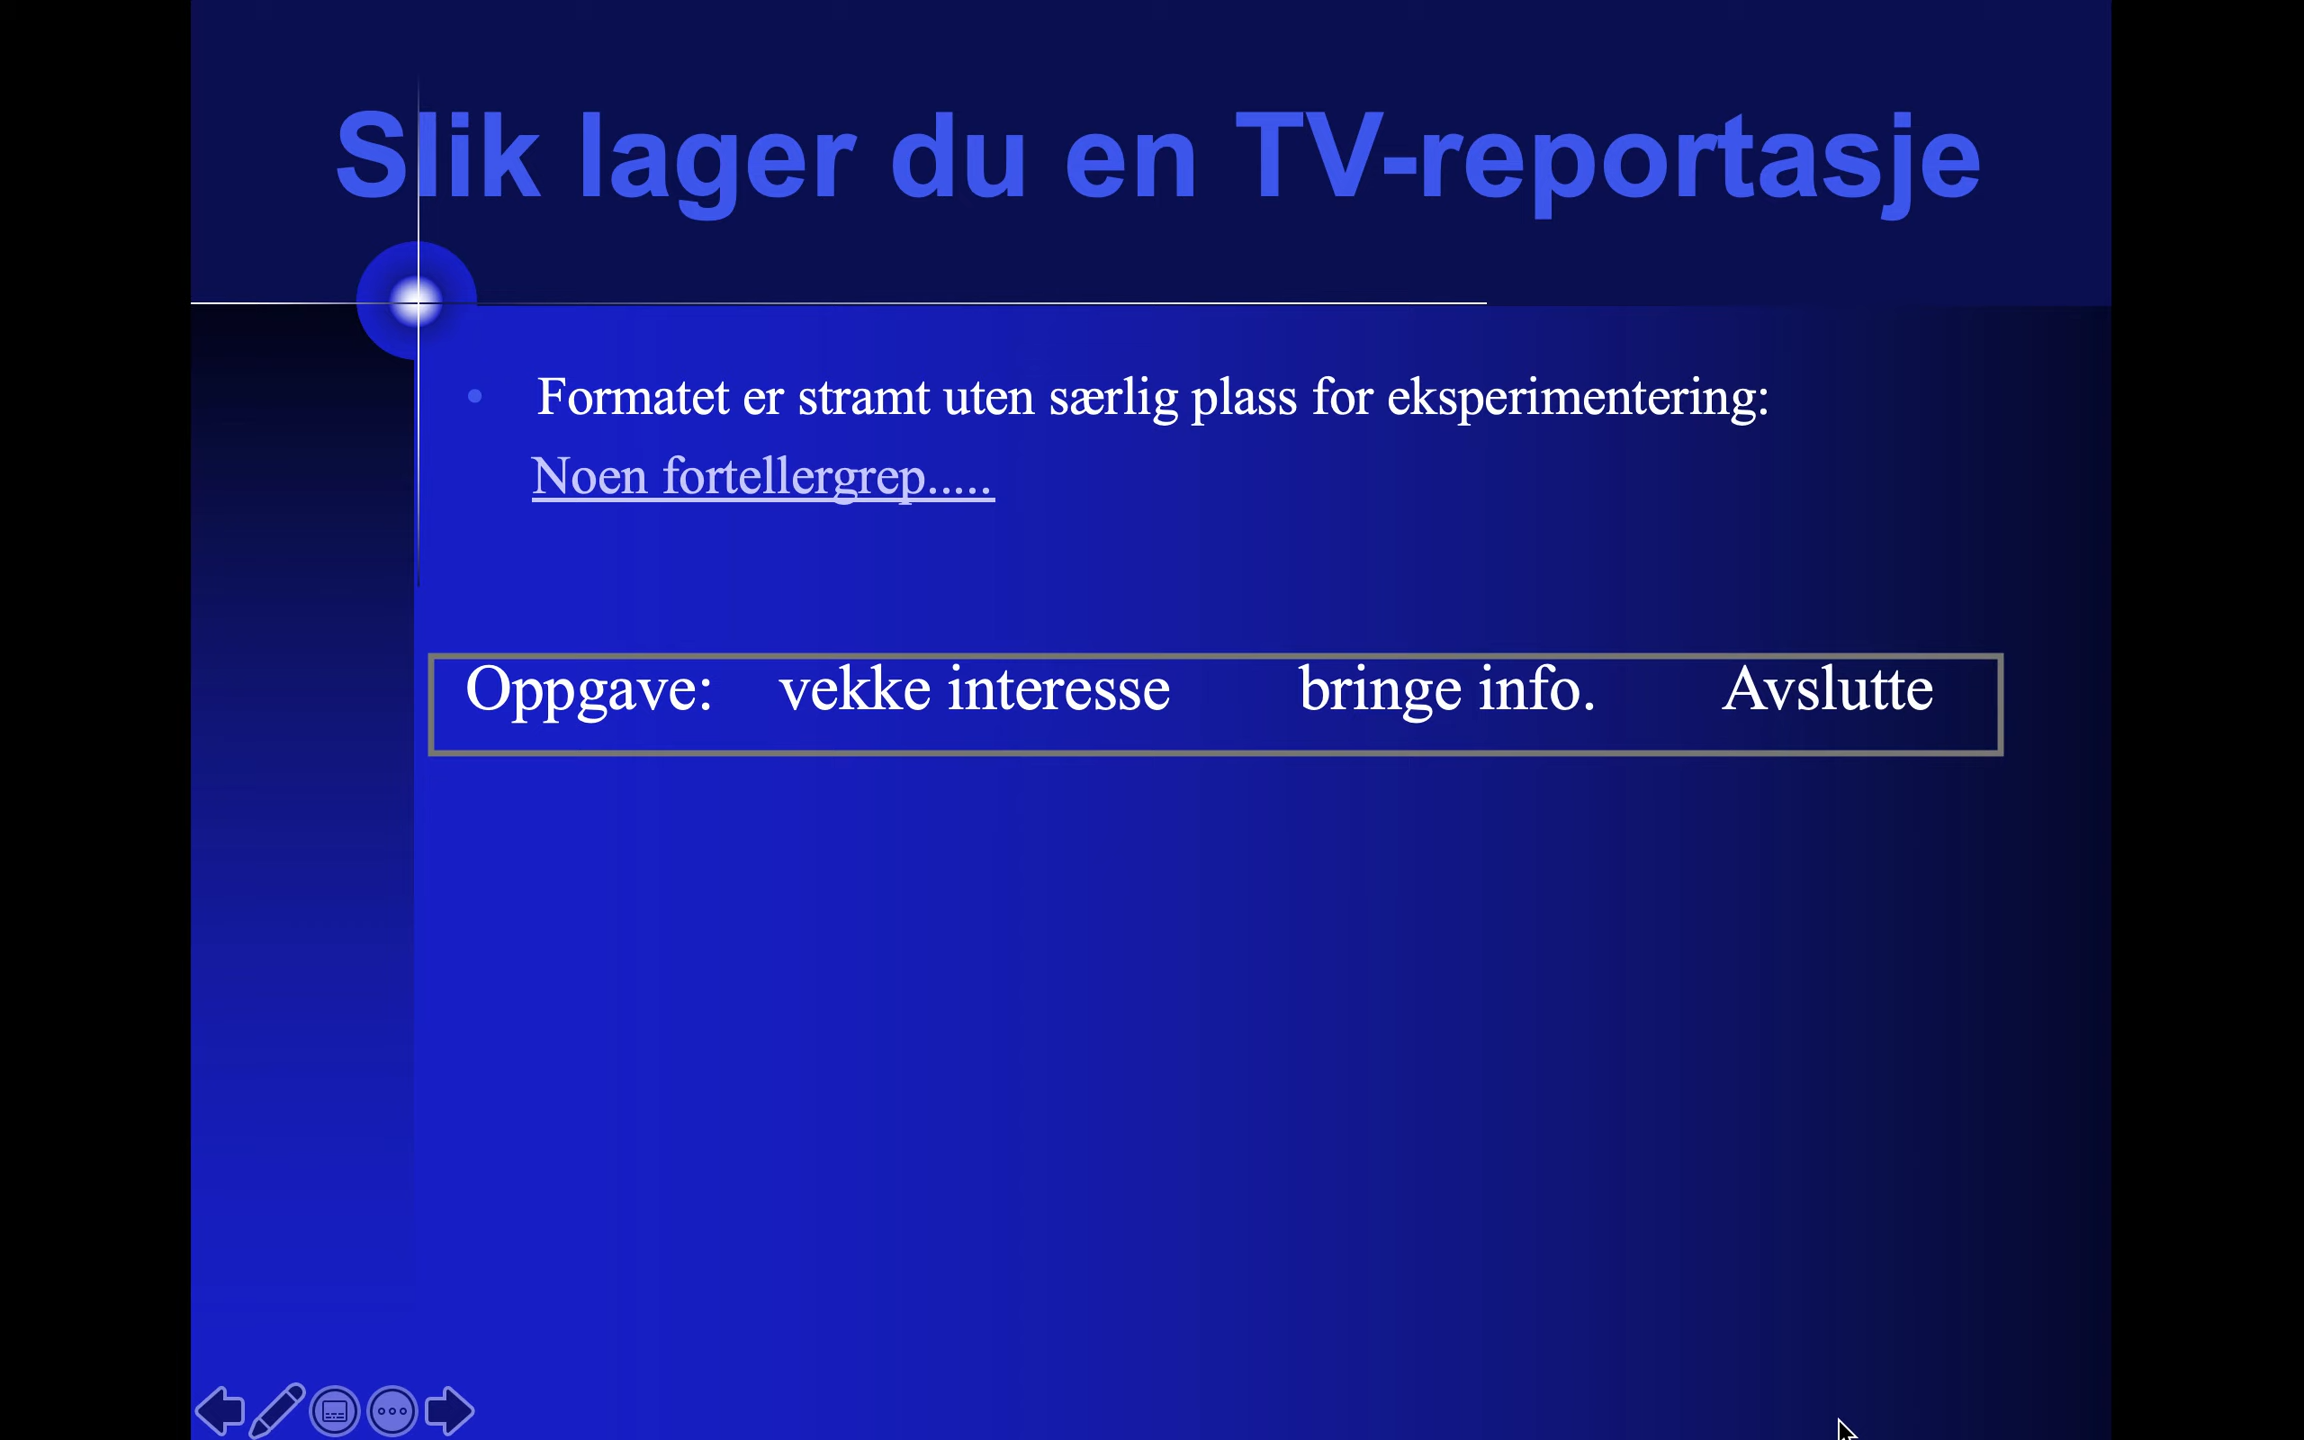 Slik lager du en TV-reportasje
Formatet er stramt uten særlig plass for eksperimentering:
Noen fortellergrep.....
Oppgave: vekke interesse bringe info. Avslutte